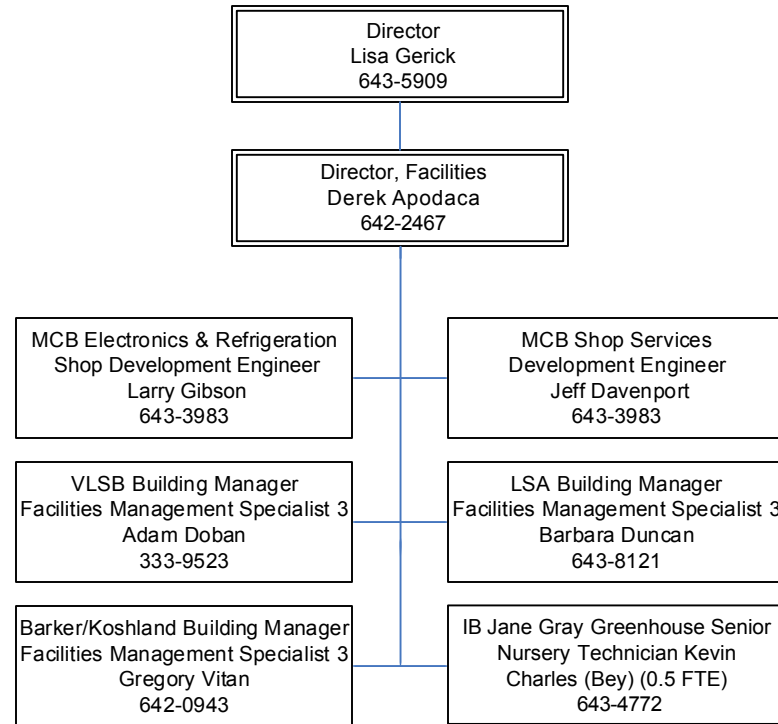 Director
Lisa Gerick
643-5909
Director, Facilities
Derek Apodaca
642-2467
MCB Electronics & Refrigeration
Shop Development Engineer
Larry Gibson
643-3983
MCB Shop Services
Development Engineer
Jeff Davenport
643-3983
VLSB Building Manager
Facilities Management Specialist 3
Adam Doban
333-9523
LSA Building Manager
Facilities Management Specialist 3
Barbara Duncan
643-8121
Barker/Koshland Building Manager
Facilities Management Specialist 3
Gregory Vitan
642-0943
IB Jane Gray Greenhouse Senior
Nursery Technician Kevin
Charles (Bey) (0.5 FTE)
643-4772